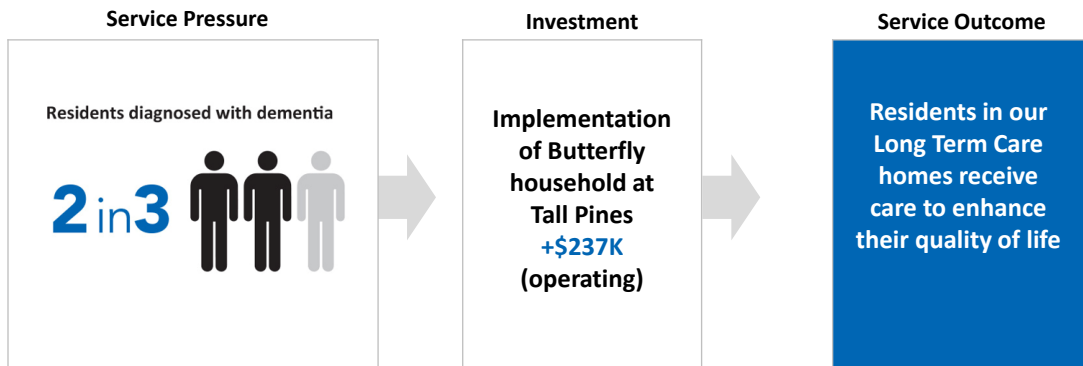 Service Pressure
Residents diagnosed with dementia
2 in 3
Investment
Implementation
of Butterfly
household at
Tall Pines
+$237K
(operating)
Service Outcome
Residents in our
Long Term Care
homes receive
care to enhance
their quality of life